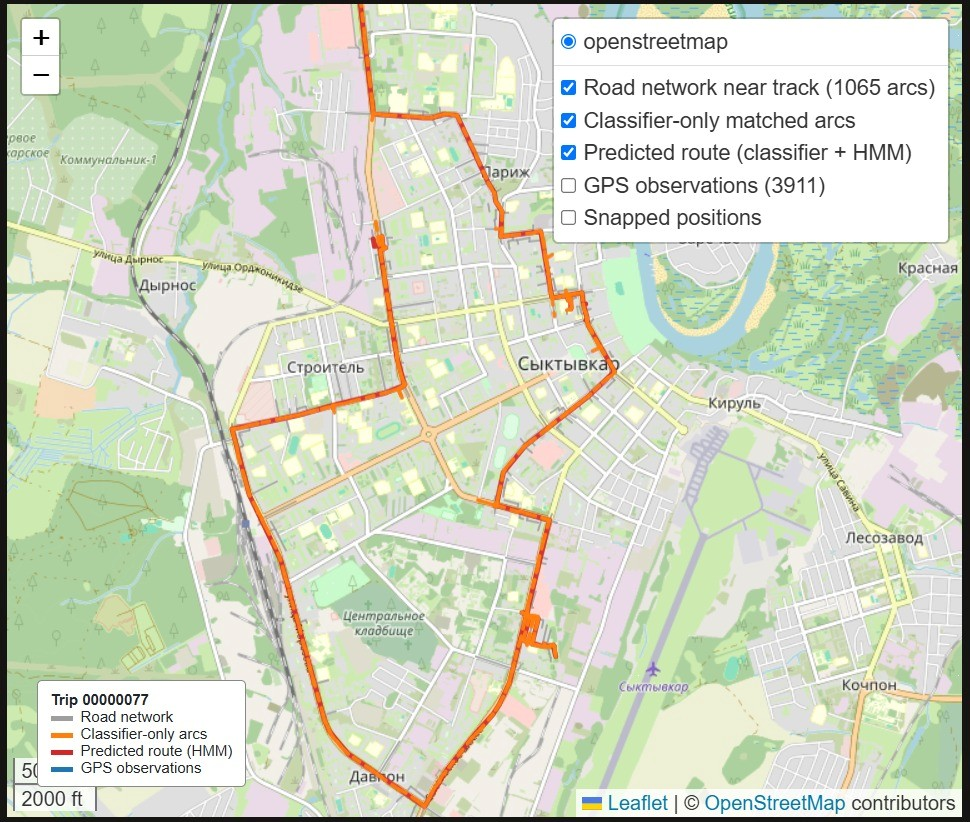 +
−
openstreetmap
Road network near track (1065 arcs)
Classifier-only matched arcs
Predicted route (classifier + HMM)
GPS observations (3911)
Snapped positions
Коммунальник-1
Париж
улица Дырнос
улица Орджоникидзе
Красная
Дырнос
Строитель
Сыктывкар
Кируль
улица Савина
Лесозавод
Центральное
кладбище
Сыктывкар
Кочпон
Trip 00000077
Road network
Classifier-only arcs
Predicted route (HMM)
GPS observations
2000 ft
Leaflet | © OpenStreetMap contributors